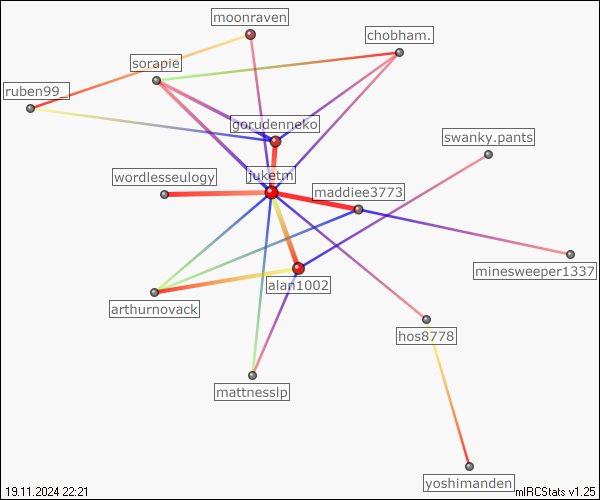 moonraven
chobham.
sorapie
ruben99_
gorudenneko
swanky.pants
juketm
wordlesseulogy
maddiee3773
minesweeper1337
alan1002
arthurnovack
hos8778
mattnesslp
yoshimanden
19.11.2024 22:21
mIRCStats v1.25